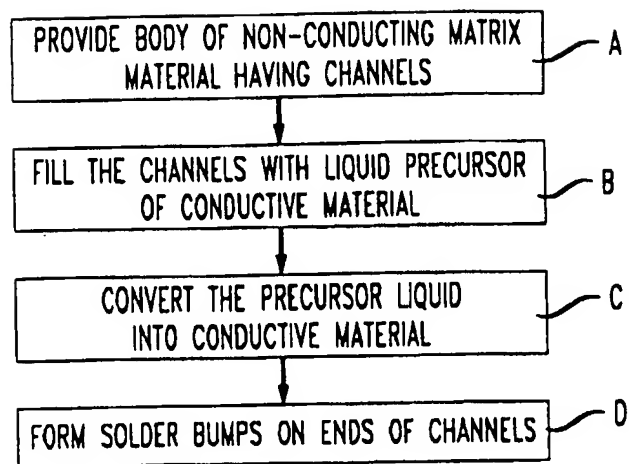 PROVIDE BODY OF NON-CONDUCTING MATRIX
MATERIAL HAVING CHANNELS
A
FILL THE CHANNELS WITH LIQUID PRECURSOR
OF CONDUCTIVE MATERIAL
B
CONVERT THE PRECURSOR LIQUID
INTO CONDUCTIVE MATERIAL
C
FORM SOLDER BUMPS ON ENDS OF CHANNELS
D